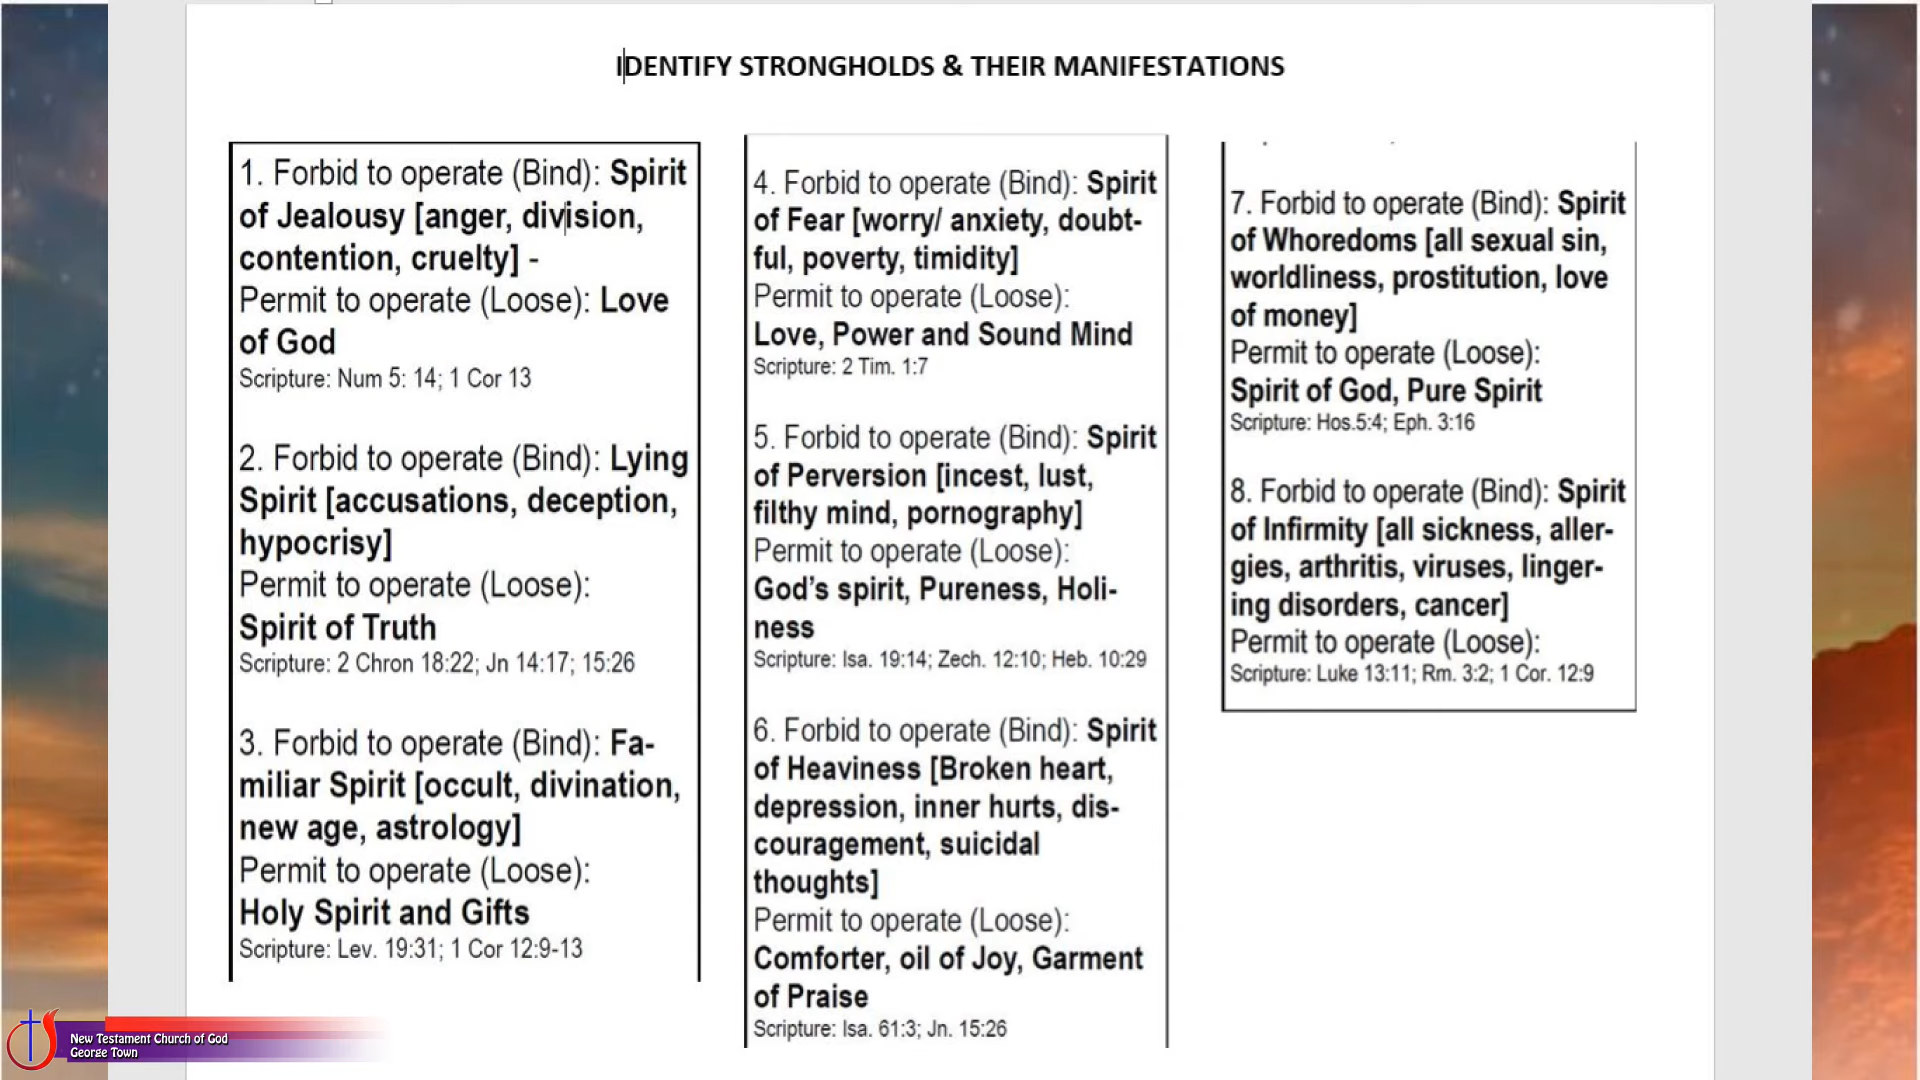 IDENTIFY STRONGHOLDS & THEIR MANIFESTATIONS
1. Forbid to operate (Bind): Spirit
of Jealousy [anger, division,
contention, cruelty] -
Permit to operate (Loose): Love
of God
Scripture: Num 5: 14; 1 Cor 13
2. Forbid to operate (Bind): Lying
Spirit [accusations, deception,
hypocrisy]
Permit to operate (Loose):
Spirit of Truth
Scripture: 2 Chron 18:22; Jn 14:17; 15:26
3. Forbid to operate (Bind): Fa-
miliar Spirit [occult, divination,
new age, astrology]
Permit to operate (Loose):
Holy Spirit and Gifts
Scripture: Lev. 19:31; 1 Cor 12:9-13
4. Forbid to operate (Bind): Spirit
of Fear [worry/ anxiety, doubt-
ful, poverty, timidity]
Permit to operate (Loose):
Love, Power and Sound Mind
Scripture: 2 Tim. 1:7
5. Forbid to operate (Bind): Spirit
of Perversion [incest, lust,
filthy mind, pornography]
Permit to operate (Loose):
God's spirit, Pureness, Holi-
ness
Scripture: Isa. 19:14; Zech. 12:10; Heb. 10:29
6. Forbid to operate (Bind): Spirit
of Heaviness [Broken heart,
depression, inner hurts, dis-
couragement, suicidal
thoughts]
Permit to operate (Loose):
Comforter, oil of Joy, Garment
of Praise
Scripture: Isa. 61:3; Jn. 15:26
7. Forbid to operate (Bind): Spirit
of Whoredoms [all sexual sin,
worldliness, prostitution, love
of money]
Permit to operate (Loose):
Spirit of God, Pure Spirit
Scripture: Hos.5:4; Eph. 3:16
8. Forbid to operate (Bind): Spirit
of Infirmity [all sickness, aller-
gies, arthritis, viruses, linger-
ing disorders, cancer]
Permit to operate (Loose):
Scripture: Luke 13:11; Rm. 3:2; 1 Cor. 12:9
New Testament Church of God
George Town